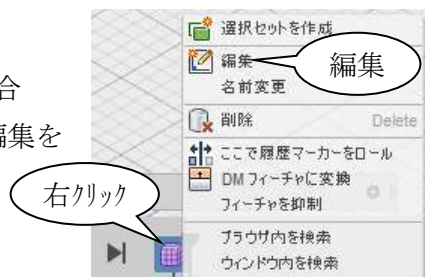 合
編集を
選択セットを作成
編集
名前変更
削除 Delete
ここで履歴マーカーをロール
DM フィーチャに変換
フィーチャを抑制
ブラウザ内を検索
ウィンドウ内を検索
編集
右ｸﾘｯｸ